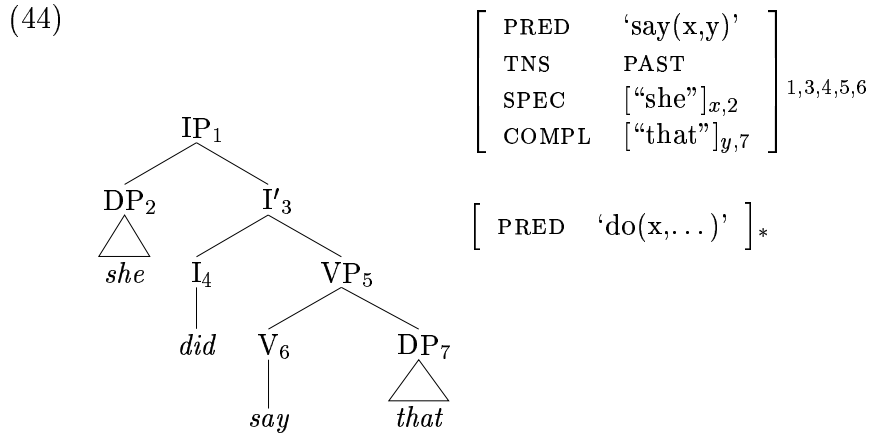 (44)
PRED ‘say(x,y)’
TNS PAST
SPEC [“she”]x,2
COMPL [“that”]y,7
1,3,4,5,6
IP1
DP2 I′3
[ PRED ‘do(x,...)’ ]*
she I4 VP5
did V6 DP7
say that